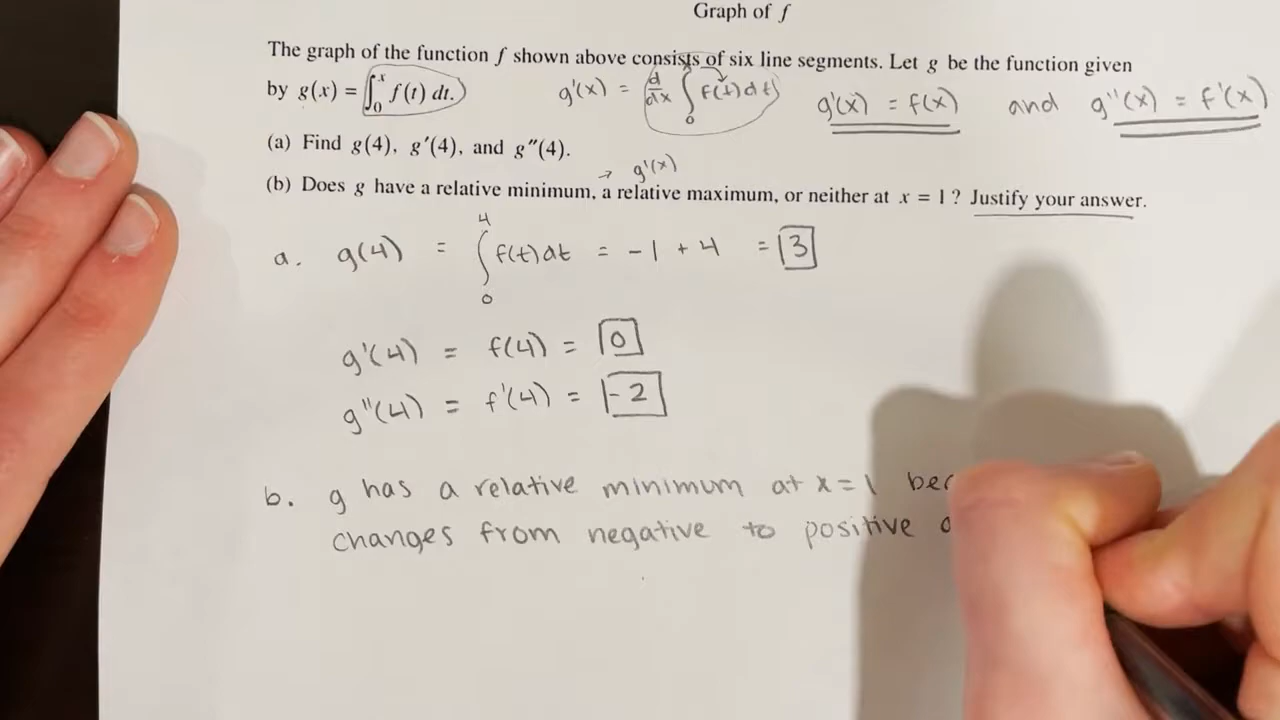 Graph of f
The graph of the function f shown above consists of six line segments. Let g be the function given
by g(x) = ∫₀ˣ f(t) dt. g'(x) = d/dx ∫₀ˣ f(t)dt g'(x) = f(x) and g''(x) = f'(x)
(a) Find g(4), g′(4), and g″(4).
→ g'(x)
(b) Does g have a relative minimum, a relative maximum, or neither at x = 1 ? Justify your answer.
a. g(4) = ∫₀⁴ f(t)dt = -1 + 4 = 3
g'(4) = f(4) = 0
g''(4) = f'(4) = -2
b. g has a relative minimum at x = 1
changes from negative to positive